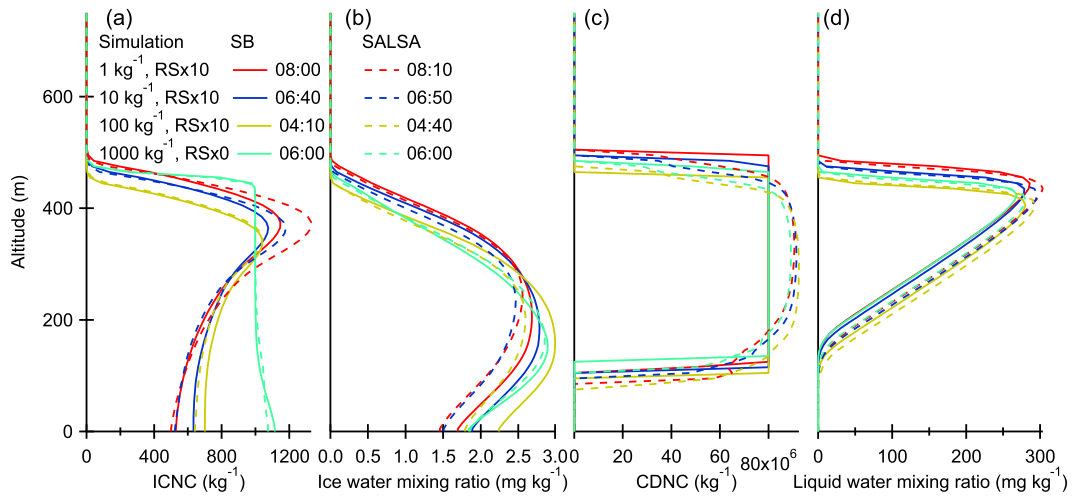 (a) (b) (c) (d)
Simulation SB SALSA
1 kg⁻¹, RSx10 08:00 08:10
10 kg⁻¹, RSx10 06:40 06:50
100 kg⁻¹, RSx10 04:10 04:40
1000 kg⁻¹, RSx0 06:00 06:00
600
400
200
0
Altitude (m)
0 400 800 1200
ICNC (kg⁻¹)
0.0 0.5 1.0 1.5 2.0 2.5 3.0
Ice water mixing ratio (mg kg⁻¹)
0 20 40 60 80x10⁶
CDNC (kg⁻¹)
0 100 200 300
Liquid water mixing ratio (mg kg⁻¹)